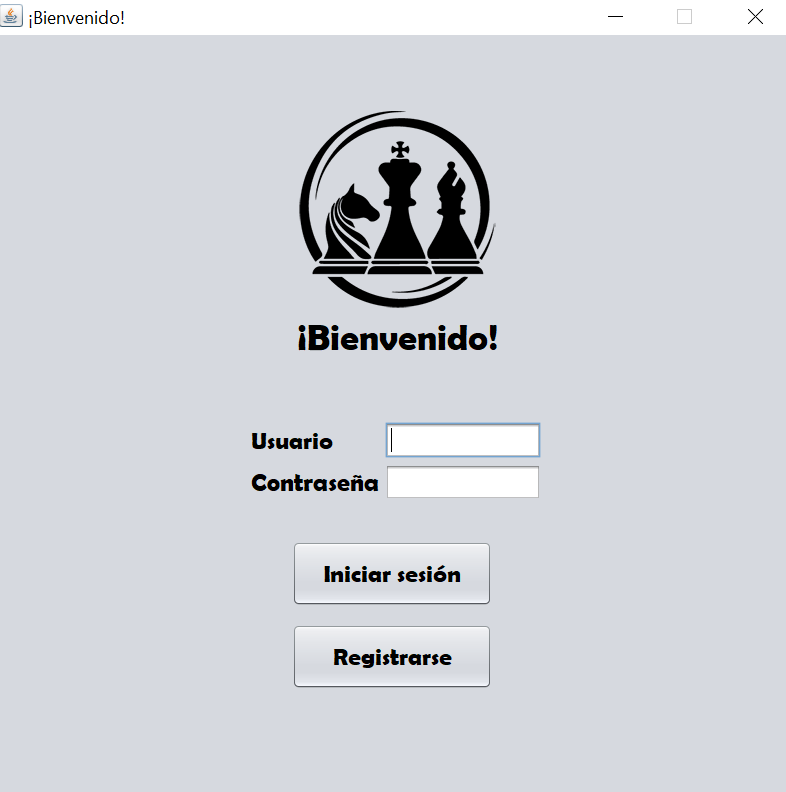 ¡Bienvenido!
¡Bienvenido!
Usuario
Contraseña
Iniciar sesión
Registrarse